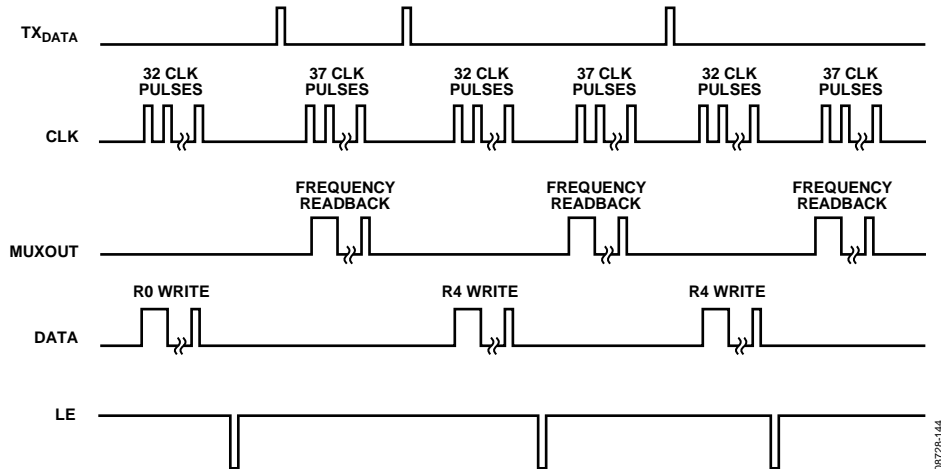 TXDATA
32 CLK PULSES
37 CLK PULSES
32 CLK PULSES
37 CLK PULSES
32 CLK PULSES
37 CLK PULSES
CLK
FREQUENCY READBACK
FREQUENCY READBACK
FREQUENCY READBACK
MUXOUT
R0 WRITE
R4 WRITE
R4 WRITE
DATA
LE
08728-144